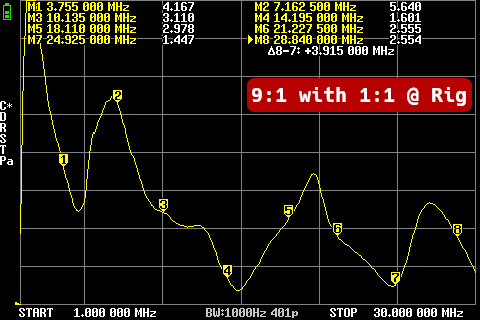 M1 3.755 000 MHz 4.167 M2 7.162 500 MHz 5.640
M3 10.135 000 MHz 3.110 M4 14.195 000 MHz 1.601
M5 18.110 000 MHz 2.978 M6 21.227 500 MHz 2.555
M7 24.925 000 MHz 1.447 ▶M8 28.840 000 MHz 2.554
Δ8-7: +3.915 000 MHz
9:1 with 1:1 @ Rig
C*
D
R
S
T
Pa
1
2
3
4
5
6
7
8
START 1.000 000 MHz BW:1000Hz 401p STOP 30.000 000 MHz